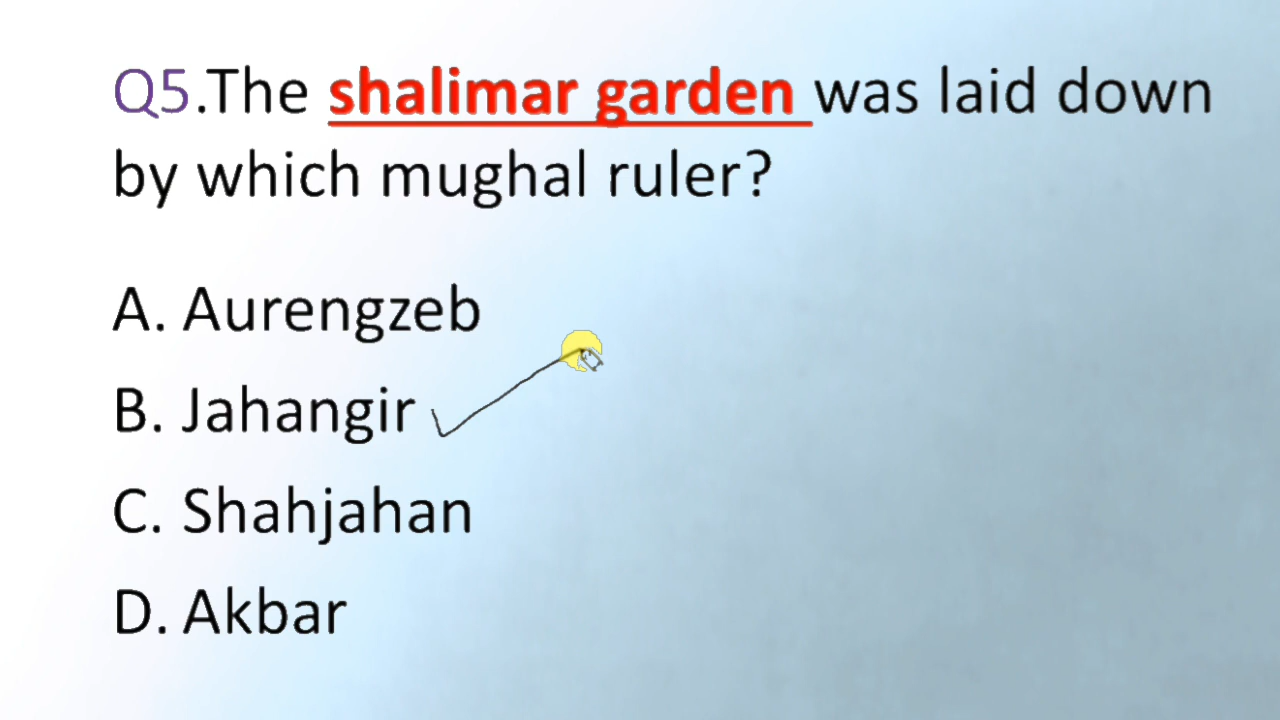 Q5.The shalimar garden was laid down
by which mughal ruler?
A. Aurengzeb
B. Jahangir
C. Shahjahan
D. Akbar